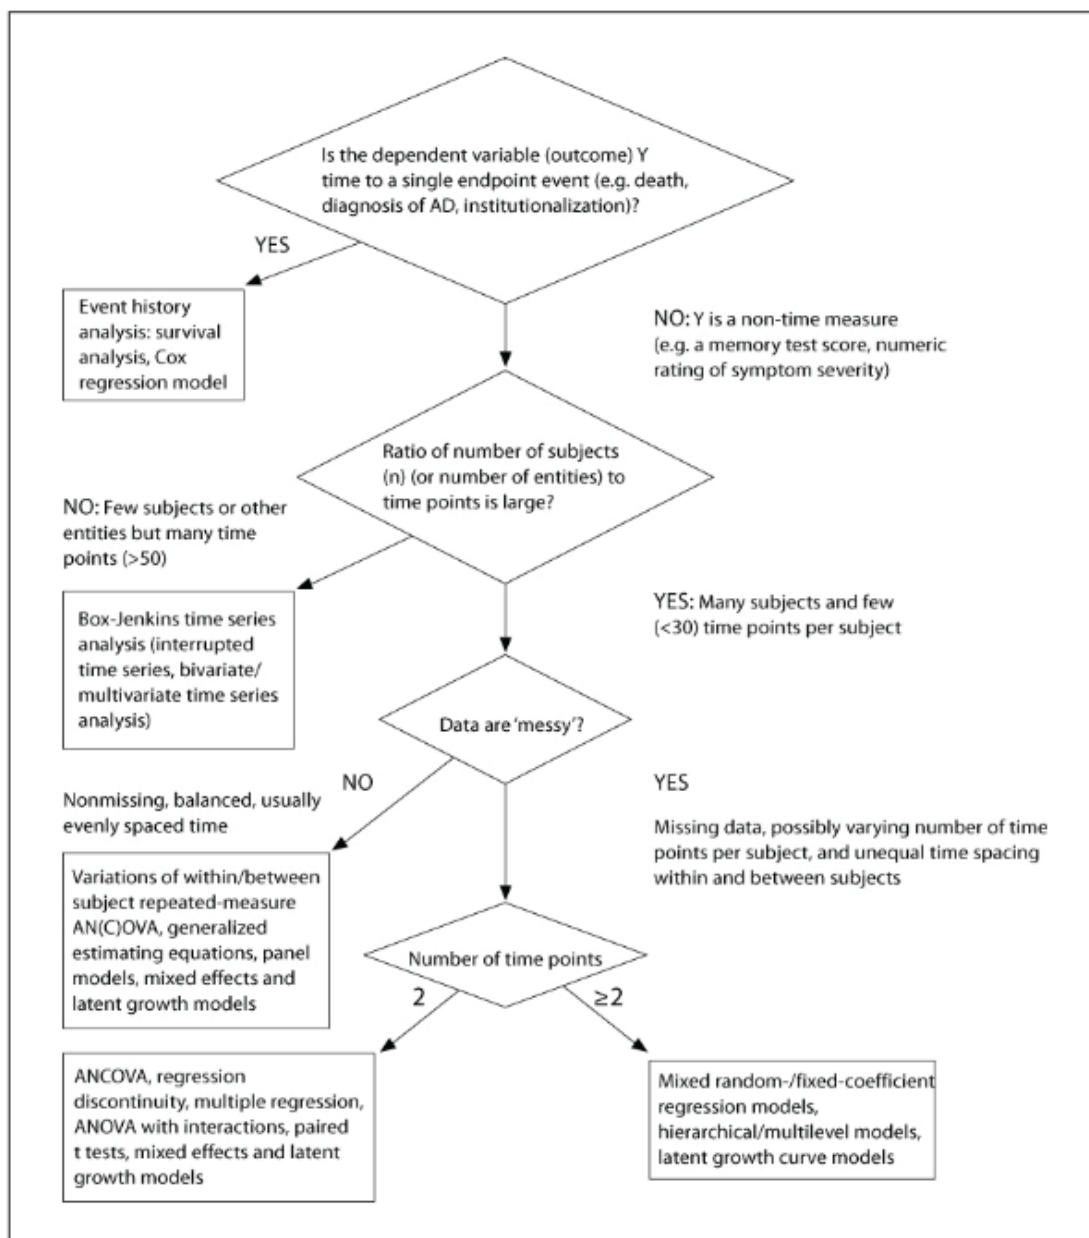 Is the dependent variable (outcome) Y
time to a single endpoint event (e.g. death,
diagnosis of AD, institutionalization)?
YES
Event history
analysis: survival
analysis, Cox
regression model
NO: Y is a non-time measure
(e.g. a memory test score, numeric
rating of symptom severity)
Ratio of number of subjects
(n) (or number of entities) to
time points is large?
NO: Few subjects or other
entities but many time
points (>50)
Box-Jenkins time series
analysis (interrupted
time series, bivariate/
multivariate time series
analysis)
YES: Many subjects and few
(<30) time points per subject
Data are 'messy'?
NO
Nonmissing, balanced, usually
evenly spaced time
Variations of within/between
subject repeated-measure
AN(C)OVA, generalized
estimating equations, panel
models, mixed effects and
latent growth models
YES
Missing data, possibly varying number of time
points per subject, and unequal time spacing
within and between subjects
Number of time points
2
≥2
ANCOVA, regression
discontinuity, multiple regression,
ANOVA with interactions, paired
t tests, mixed effects and latent
growth models
Mixed random-/fixed-coefficient
regression models,
hierarchical/multilevel models,
latent growth curve models